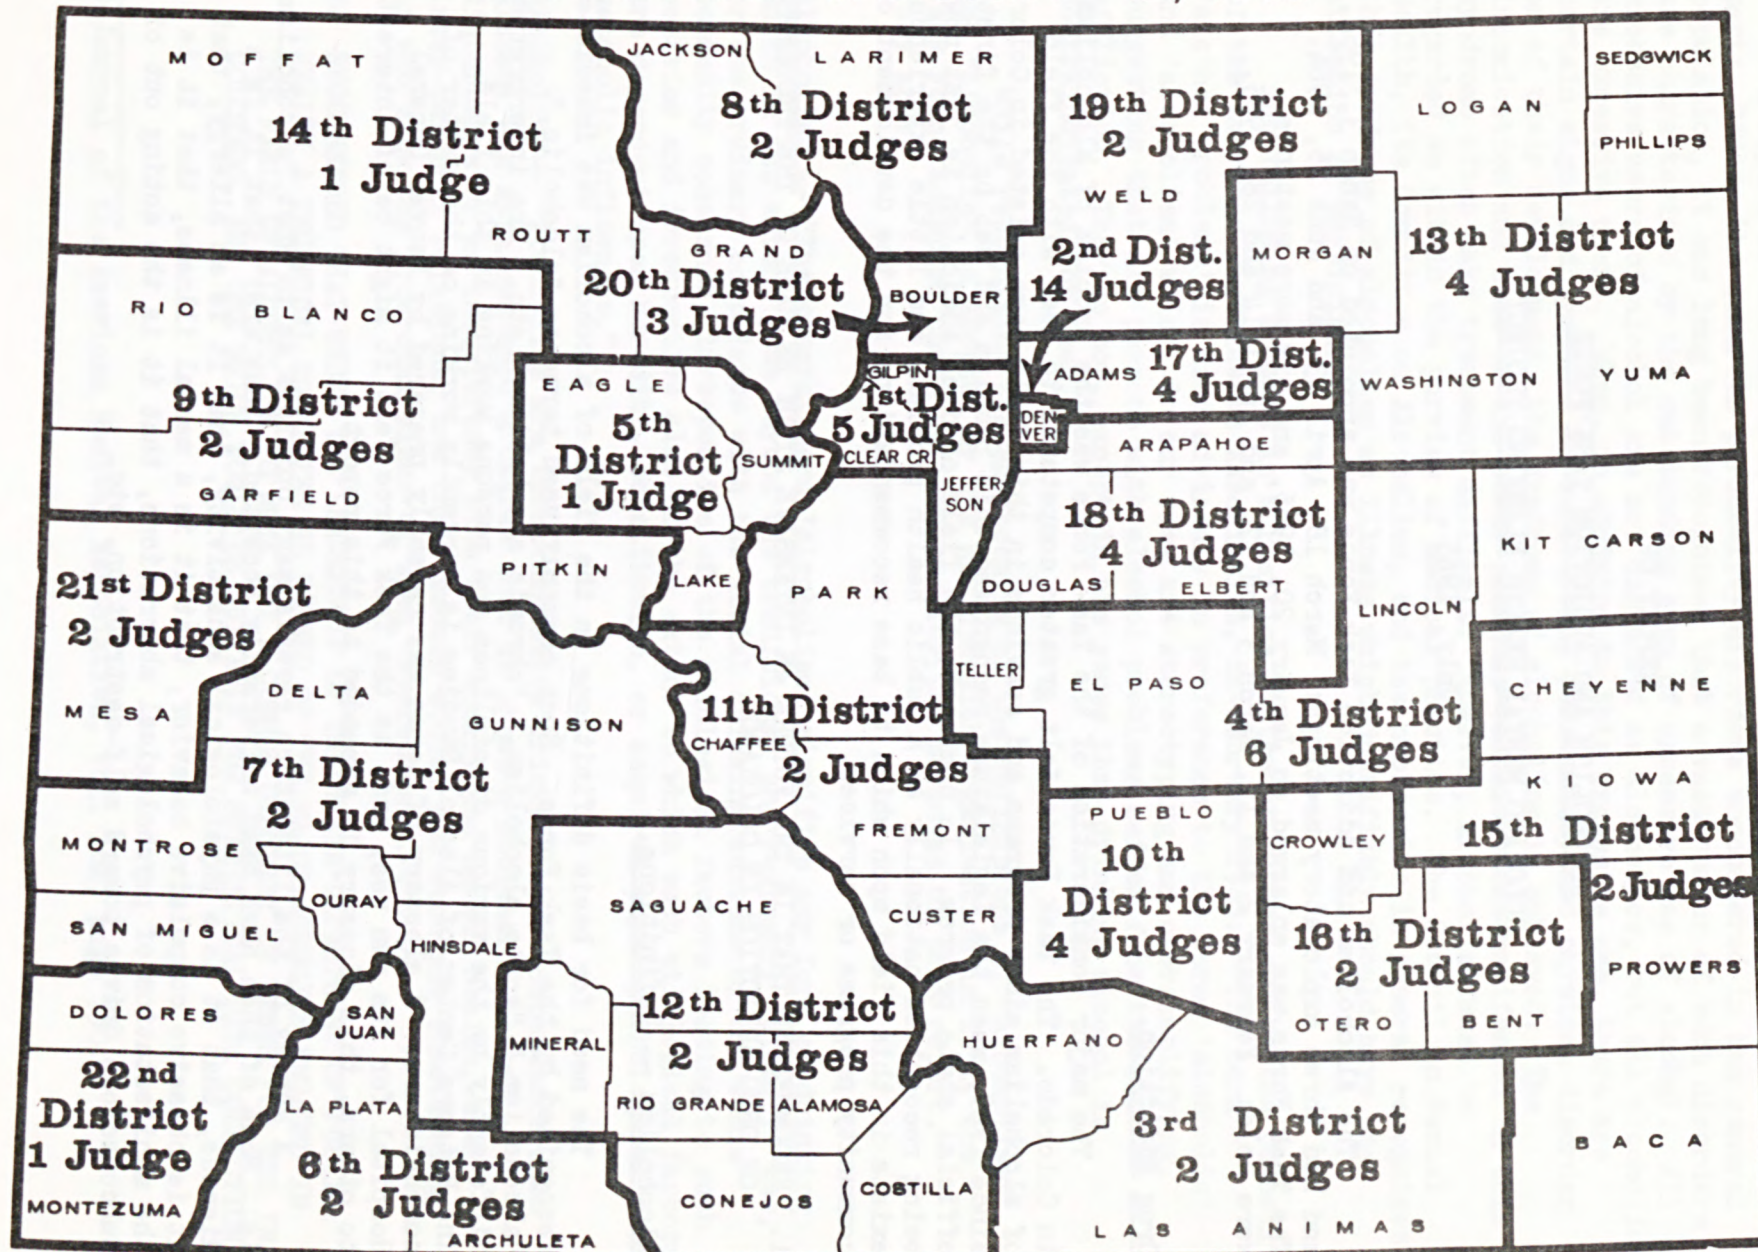 MOFFAT
14th District
1 Judge
ROUTT
JACKSON
LARIMER
8th District
2 Judges
19th District
2 Judges
WELD
LOGAN
SEDGWICK
PHILLIPS
GRAND
20th District
3 Judges
BOULDER
2nd Dist.
14 Judges
MORGAN
13th District
4 Judges
RIO BLANCO
9th District
2 Judges
GARFIELD
EAGLE
5th
District
1 Judge
SUMMIT
GILPIN
1st Dist.
5 Judges
CLEAR CR.
JEFFER-
SON
ADAMS
17th Dist.
4 Judges
DEN
VER
ARAPAHOE
WASHINGTON
YUMA
18th District
4 Judges
DOUGLAS
ELBERT
LINCOLN
KIT CARSON
21st District
2 Judges
MESA
DELTA
PITKIN
LAKE
PARK
GUNNISON
TELLER
EL PASO
CHEYENNE
11th District
CHAFFEE
2 Judges
4th District
6 Judges
7th District
2 Judges
MONTROSE
OURAY
SAN MIGUEL
HINSDALE
SAGUACHE
FREMONT
CUSTER
PUEBLO
10th
District
4 Judges
CROWLEY
KIOWA
15th District
2 Judges
16th District
2 Judges
OTERO
BENT
PROWERS
DOLORES
SAN
JUAN
MINERAL
12th District
2 Judges
HUERFANO
22nd
District
1 Judge
MONTEZUMA
LA PLATA
6th District
2 Judges
ARCHULETA
RIO GRANDE
ALAMOSA
CONEJOS
COSTILLA
3rd District
2 Judges
LAS ANIMAS
BACA